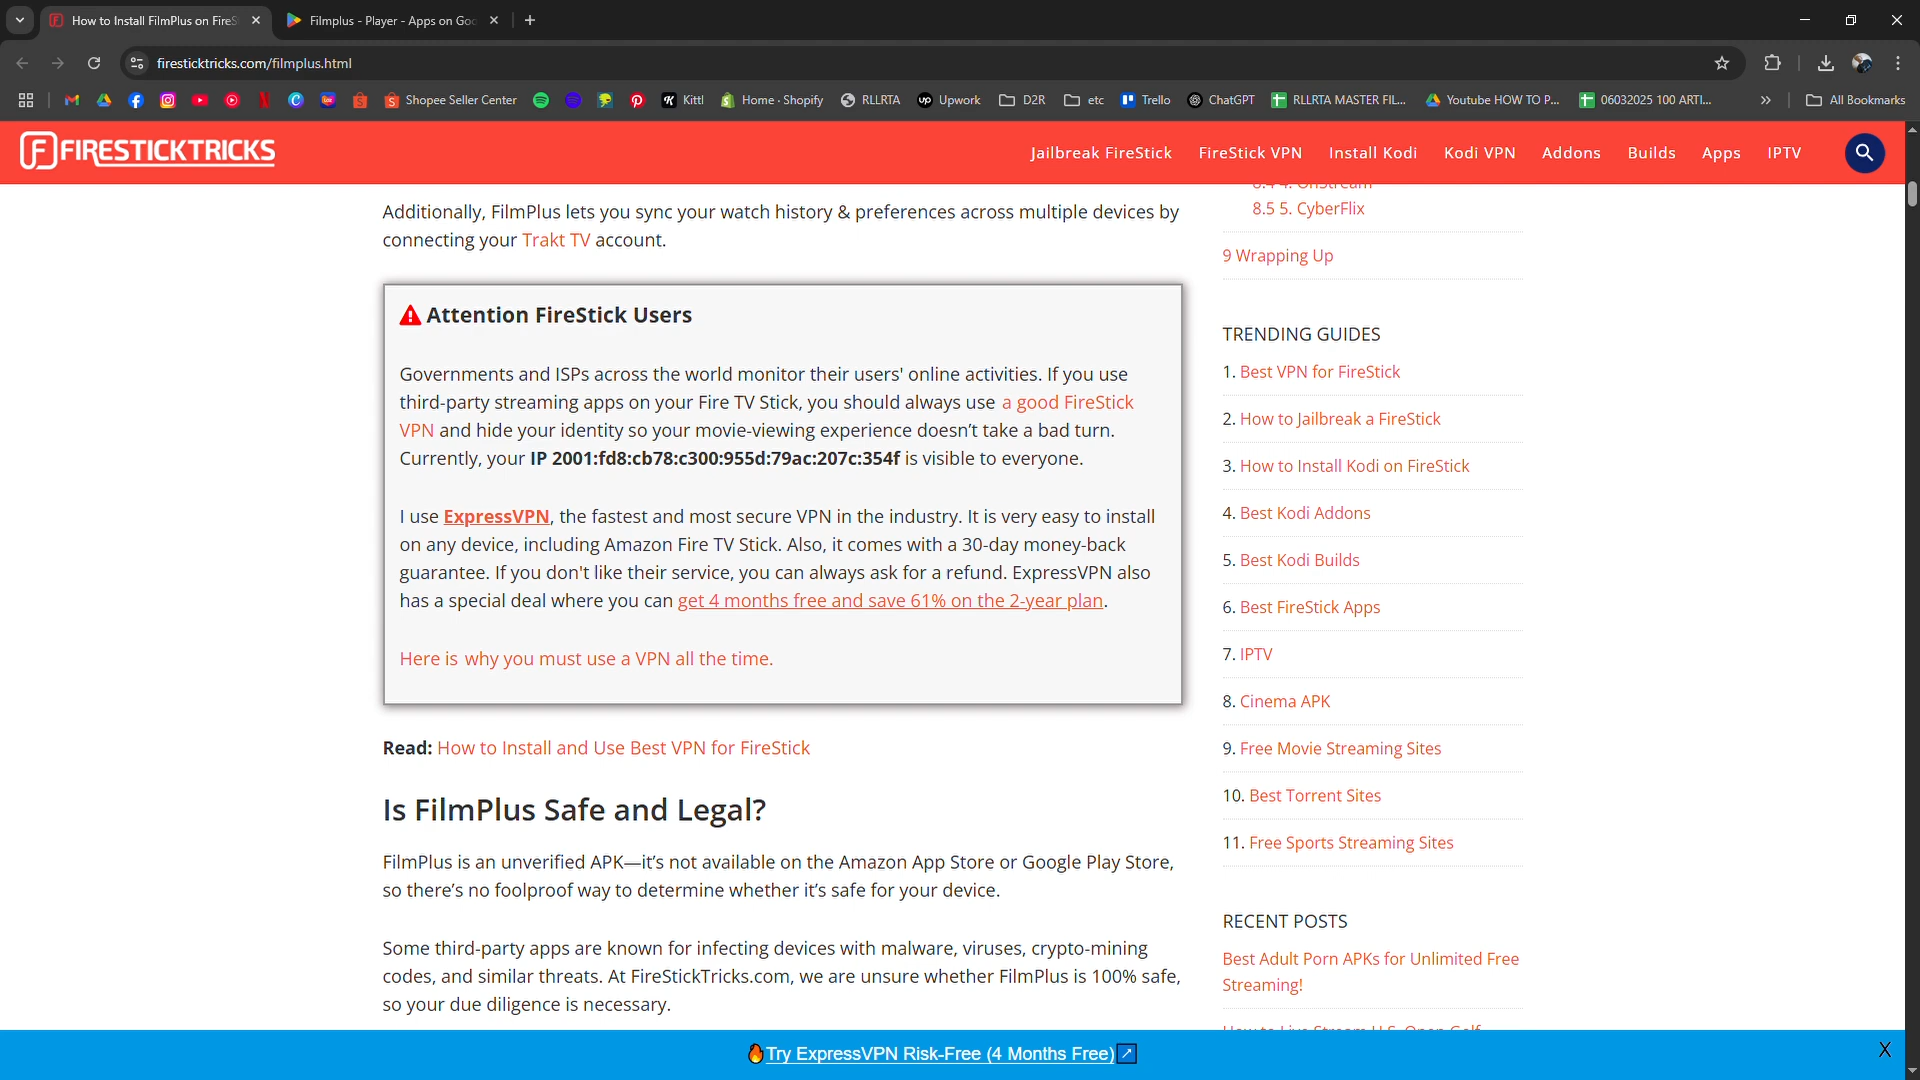 How to Install FilmPlus on FireS
Filmplus - Player - Apps on Goo
firesticktricks.com/filmplus.html
Shopee Seller Center
Kittl
Home · Shopify
RLLRTA
Upwork
D2R
etc
Trello
ChatGPT
RLLRTA MASTER FIL...
Youtube HOW TO P...
06032025 100 ARTI...
All Bookmarks
FIRESTICKTRICKS
Jailbreak FireStick
FireStick VPN
Install Kodi
Kodi VPN
Addons
Builds
Apps
IPTV
Additionally, FilmPlus lets you sync your watch history & preferences across multiple devices by
connecting your Trakt TV account.
Attention FireStick Users
Governments and ISPs across the world monitor their users' online activities. If you use
third-party streaming apps on your Fire TV Stick, you should always use a good FireStick
VPN and hide your identity so your movie-viewing experience doesn’t take a bad turn.
Currently, your IP 2001:fd8:cb78:c300:955d:79ac:207c:354f is visible to everyone.
I use ExpressVPN, the fastest and most secure VPN in the industry. It is very easy to install
on any device, including Amazon Fire TV Stick. Also, it comes with a 30-day money-back
guarantee. If you don't like their service, you can always ask for a refund. ExpressVPN also
has a special deal where you can get 4 months free and save 61% on the 2-year plan.
Here is why you must use a VPN all the time.
Read: How to Install and Use Best VPN for FireStick
Is FilmPlus Safe and Legal?
FilmPlus is an unverified APK—it’s not available on the Amazon App Store or Google Play Store,
so there’s no foolproof way to determine whether it’s safe for your device.
Some third-party apps are known for infecting devices with malware, viruses, crypto-mining
codes, and similar threats. At FireStickTricks.com, we are unsure whether FilmPlus is 100% safe,
so your due diligence is necessary.
8.4 4. OnStream
8.5 5. CyberFlix
9 Wrapping Up
TRENDING GUIDES
1. Best VPN for FireStick
2. How to Jailbreak a FireStick
3. How to Install Kodi on FireStick
4. Best Kodi Addons
5. Best Kodi Builds
6. Best FireStick Apps
7. IPTV
8. Cinema APK
9. Free Movie Streaming Sites
10. Best Torrent Sites
11. Free Sports Streaming Sites
RECENT POSTS
Best Adult Porn APKs for Unlimited Free
Streaming!
How to Live Stream U.S. Open Golf
Try ExpressVPN Risk-Free (4 Months Free)
X